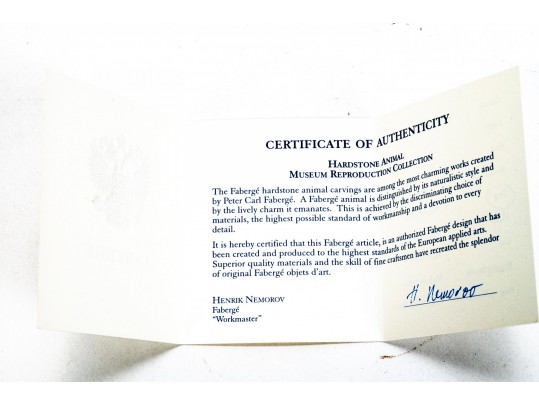 CERTIFICATE OF AUTHENTICITY
HARDSTONE ANIMAL
MUSEUM REPRODUCTION COLLECTION
The Fabergé hardstone animal carvings are among the most charming works created
by Peter Carl Fabergé. A Fabergé animal is distinguished by its naturalistic style and
by the lively charm it emanates. This is achieved by the discriminating choice of
materials, the highest possible standard of workmanship and a devotion to every
detail.
It is hereby certified that this Fabergé article, is an authorized Fabergé design that has
been created and produced to the highest standards of the European applied arts.
Superior quality materials and the skill of fine craftsmen have recreated the splendor
of original Fabergé objets d'art.
HENRIK NEMOROV
Fabergé
"Workmaster"
H. Nemorov